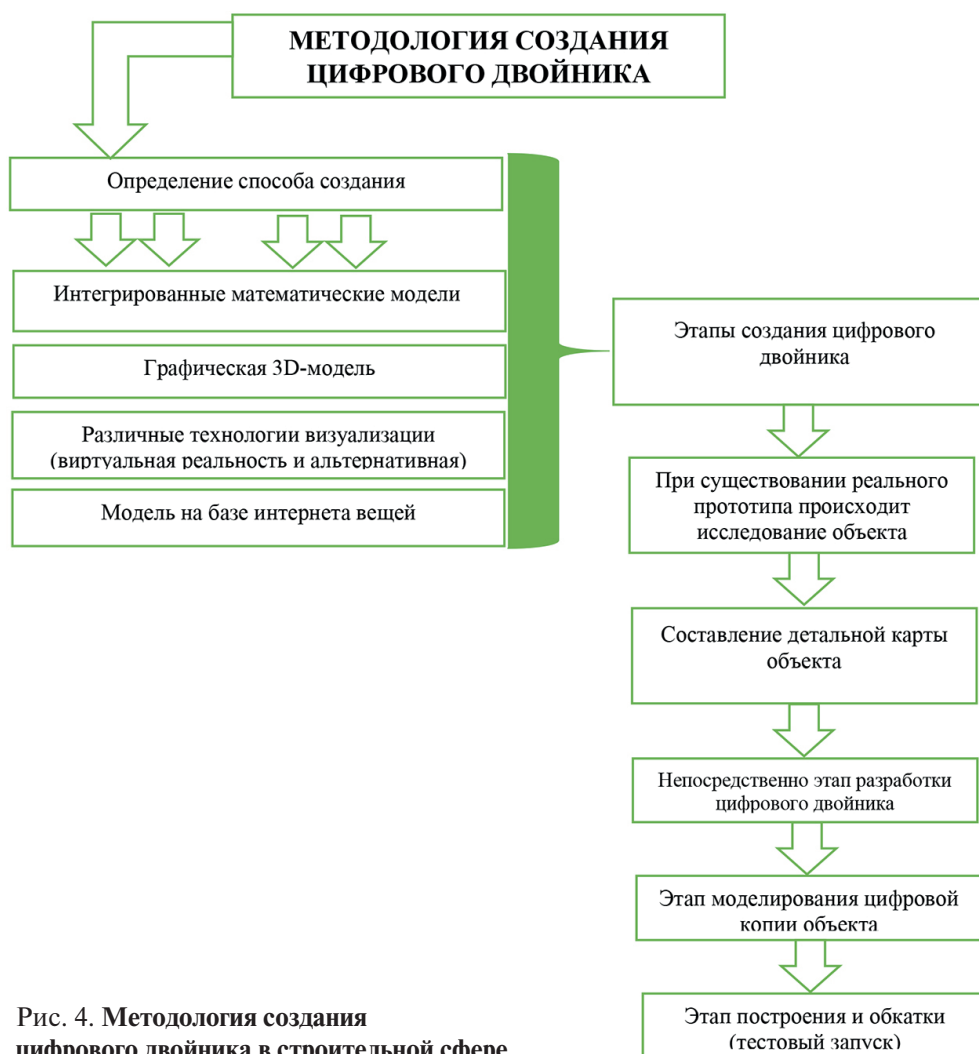 МЕТОДОЛОГИЯ СОЗДАНИЯ
ЦИФРОВОГО ДВОЙНИКА
Определение способа создания
Интегрированные математические модели
Графическая 3D-модель
Различные технологии визуализации
(виртуальная реальность и альтернативная)
Модель на базе интернета вещей
Этапы создания цифрового
двойника
При существовании реального
прототипа происходит
исследование объекта
Составление детальной карты
объекта
Непосредственно этап разработки
цифрового двойника
Этап моделирования цифровой
копии объекта
Этап построения и обкатки
(тестовый запуск)
Рис. 4. Методология создания
цифрового двойника в строительной сфере